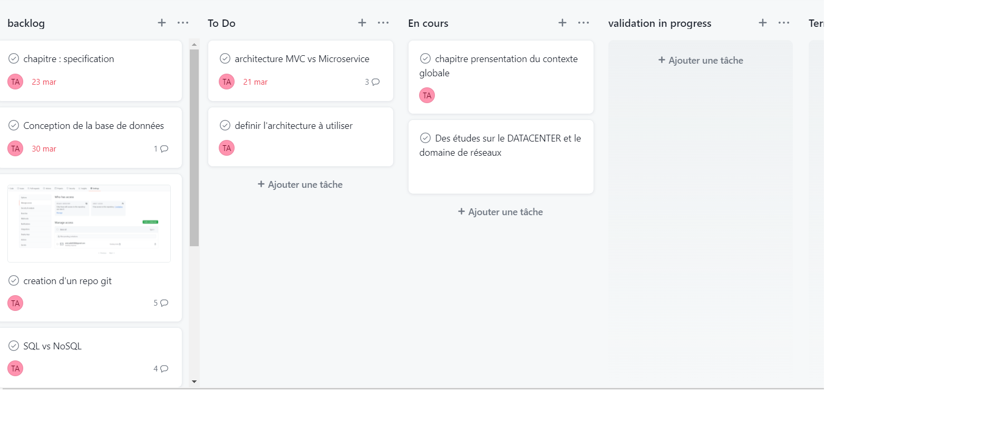 backlog
chapitre : specification
TA 23 mar
Conception de la base de données
TA 30 mar 1
Who has access
Manage access
creation d'un repo git
TA 5
SQL vs NoSQL
TA 4
To Do
architecture MVC vs Microservice
TA 21 mar 3
definir l'architecture à utiliser
TA
+ Ajouter une tâche
En cours
chapitre prensentation du contexte
globale
TA
Des études sur le DATACENTER et le
domaine de réseaux
+ Ajouter une tâche
validation in progress
+ Ajouter une tâche